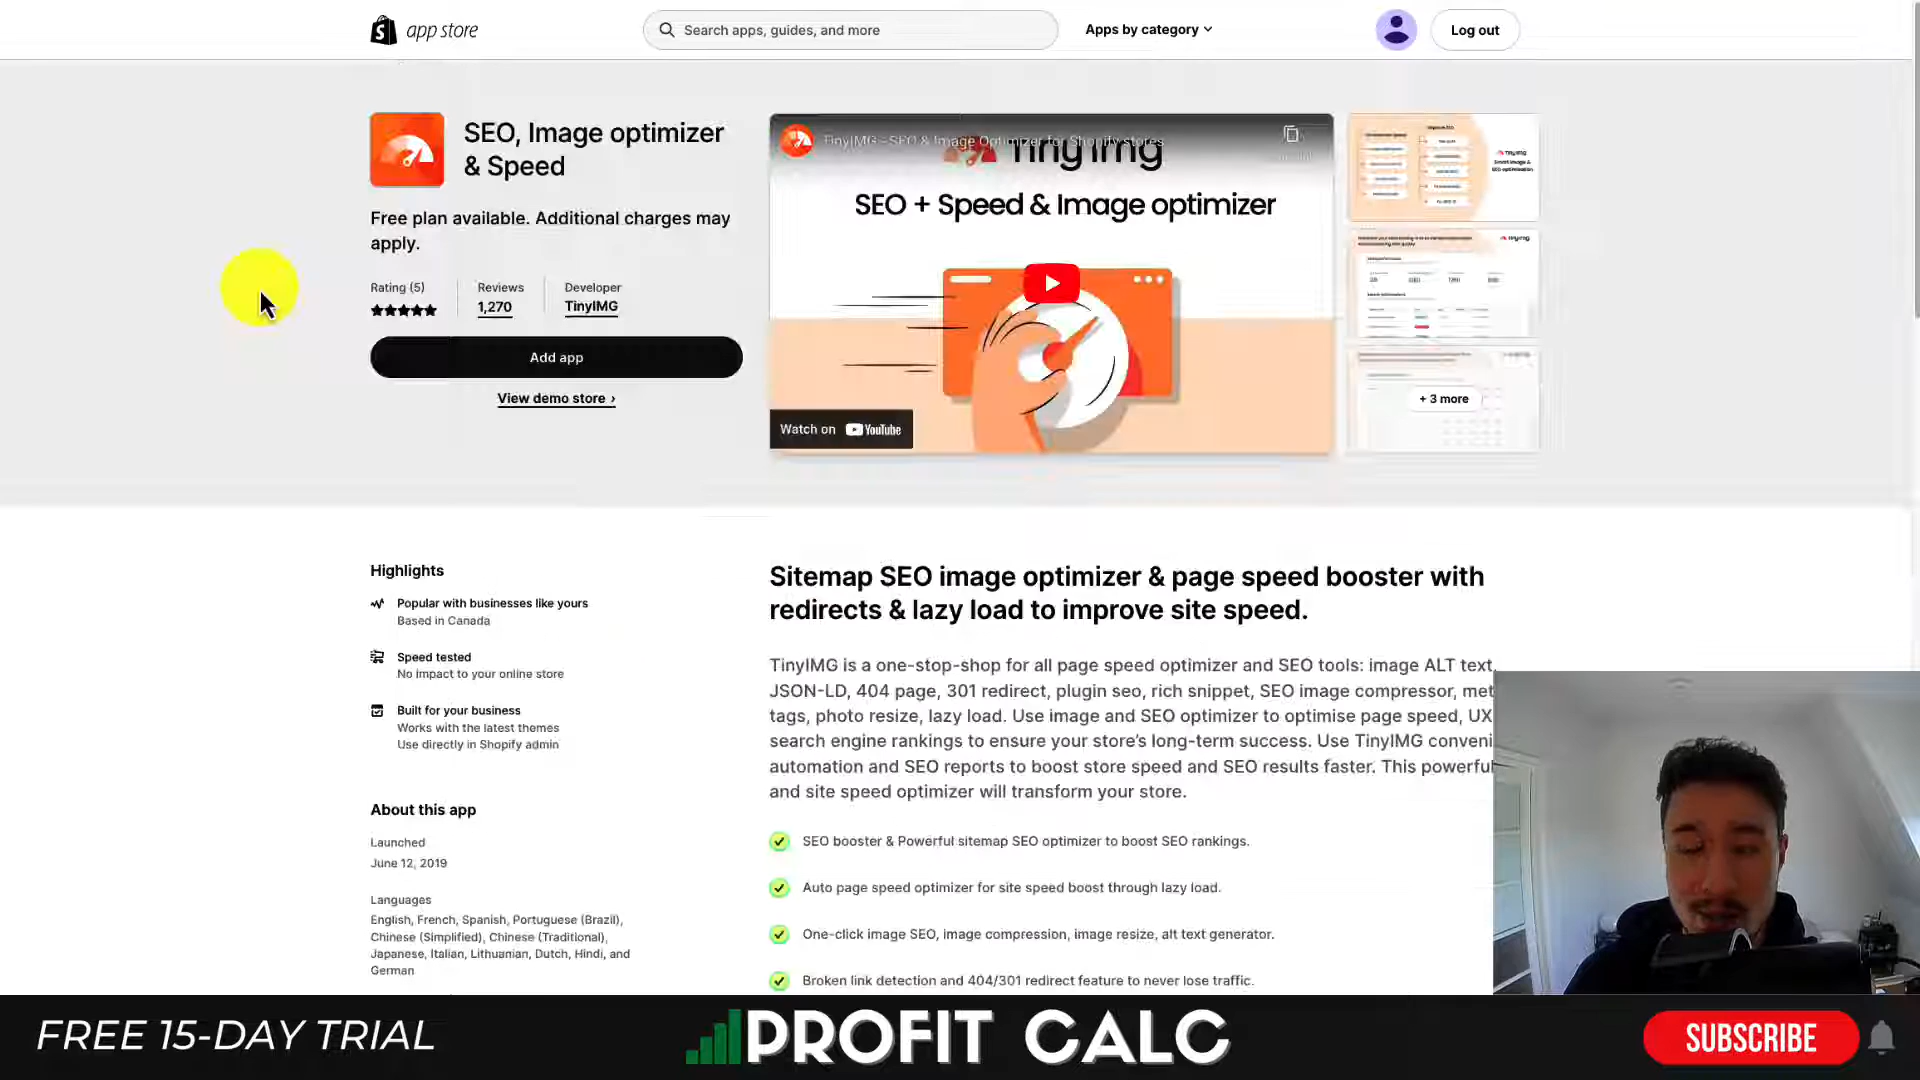 app store
Search apps, guides, and more
Apps by category
Log out
SEO, Image optimizer
& Speed
Free plan available. Additional charges may
apply.
Rating (5)
Reviews
1,270
Developer
TinyIMG
Add app
View demo store ›
TinyIMG - SEO & Image Optimizer for Shopify stores
TinyImg
SEO + Speed & Image optimizer
Watch on YouTube
+ 3 more
Highlights
Popular with businesses like yours
Based in Canada
Speed tested
No impact to your online store
Built for your business
Works with the latest themes
Use directly in Shopify admin
About this app
Launched
June 12, 2019
Languages
English, French, Spanish, Portuguese (Brazil),
Chinese (Simplified), Chinese (Traditional),
Japanese, Italian, Lithuanian, Dutch, Hindi, and
German
Sitemap SEO image optimizer & page speed booster with
redirects & lazy load to improve site speed.
TinyIMG is a one-stop-shop for all page speed optimizer and SEO tools: image ALT text,
JSON-LD, 404 page, 301 redirect, plugin seo, rich snippet, SEO image compressor, met
tags, photo resize, lazy load. Use image and SEO optimizer to optimise page speed, UX
search engine rankings to ensure your store's long-term success. Use TinyIMG conveni
automation and SEO reports to boost store speed and SEO results faster. This powerful
and site speed optimizer will transform your store.
SEO booster & Powerful sitemap SEO optimizer to boost SEO rankings.
Auto page speed optimizer for site speed boost through lazy load.
One-click image SEO, image compression, image resize, alt text generator.
Broken link detection and 404/301 redirect feature to never lose traffic.
FREE 15-DAY TRIAL
PROFIT CALC
SUBSCRIBE